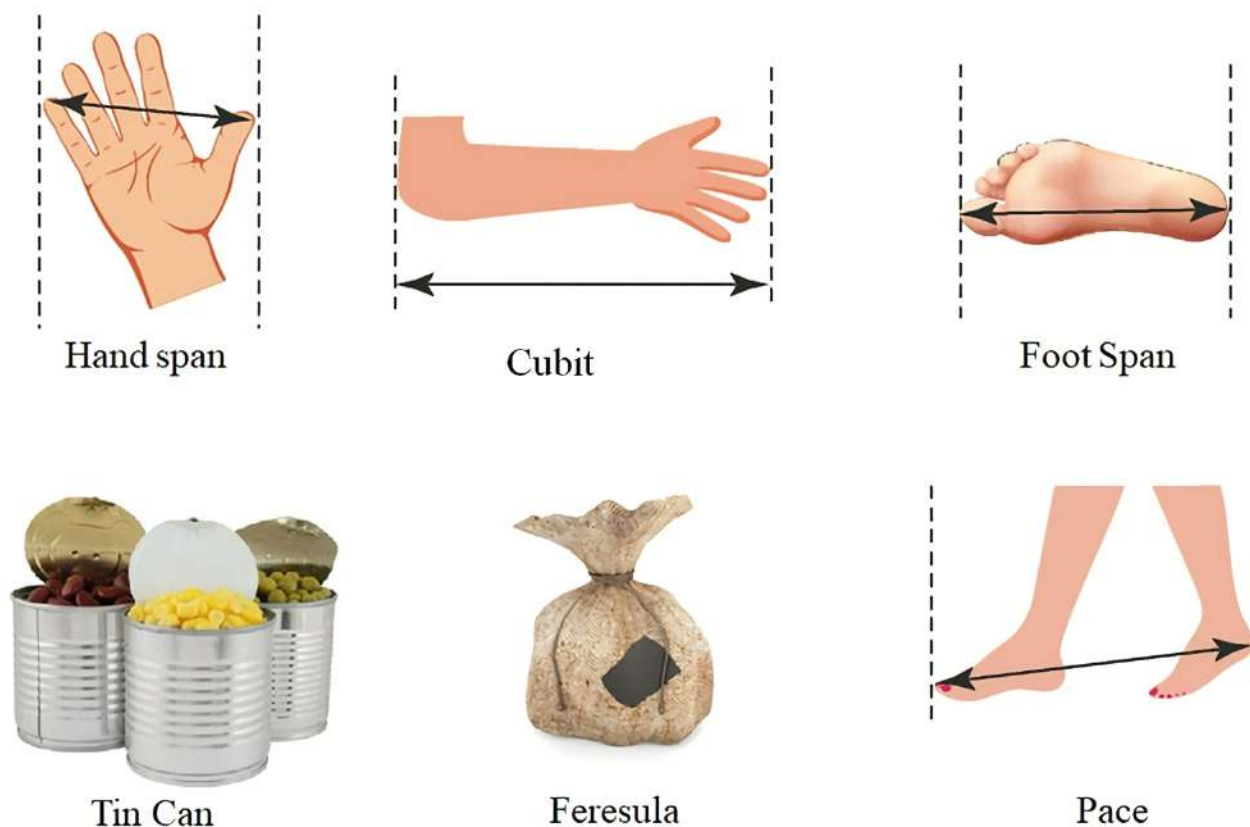 Hand span
Cubit
Foot Span
Tin Can
Feresula
Pace